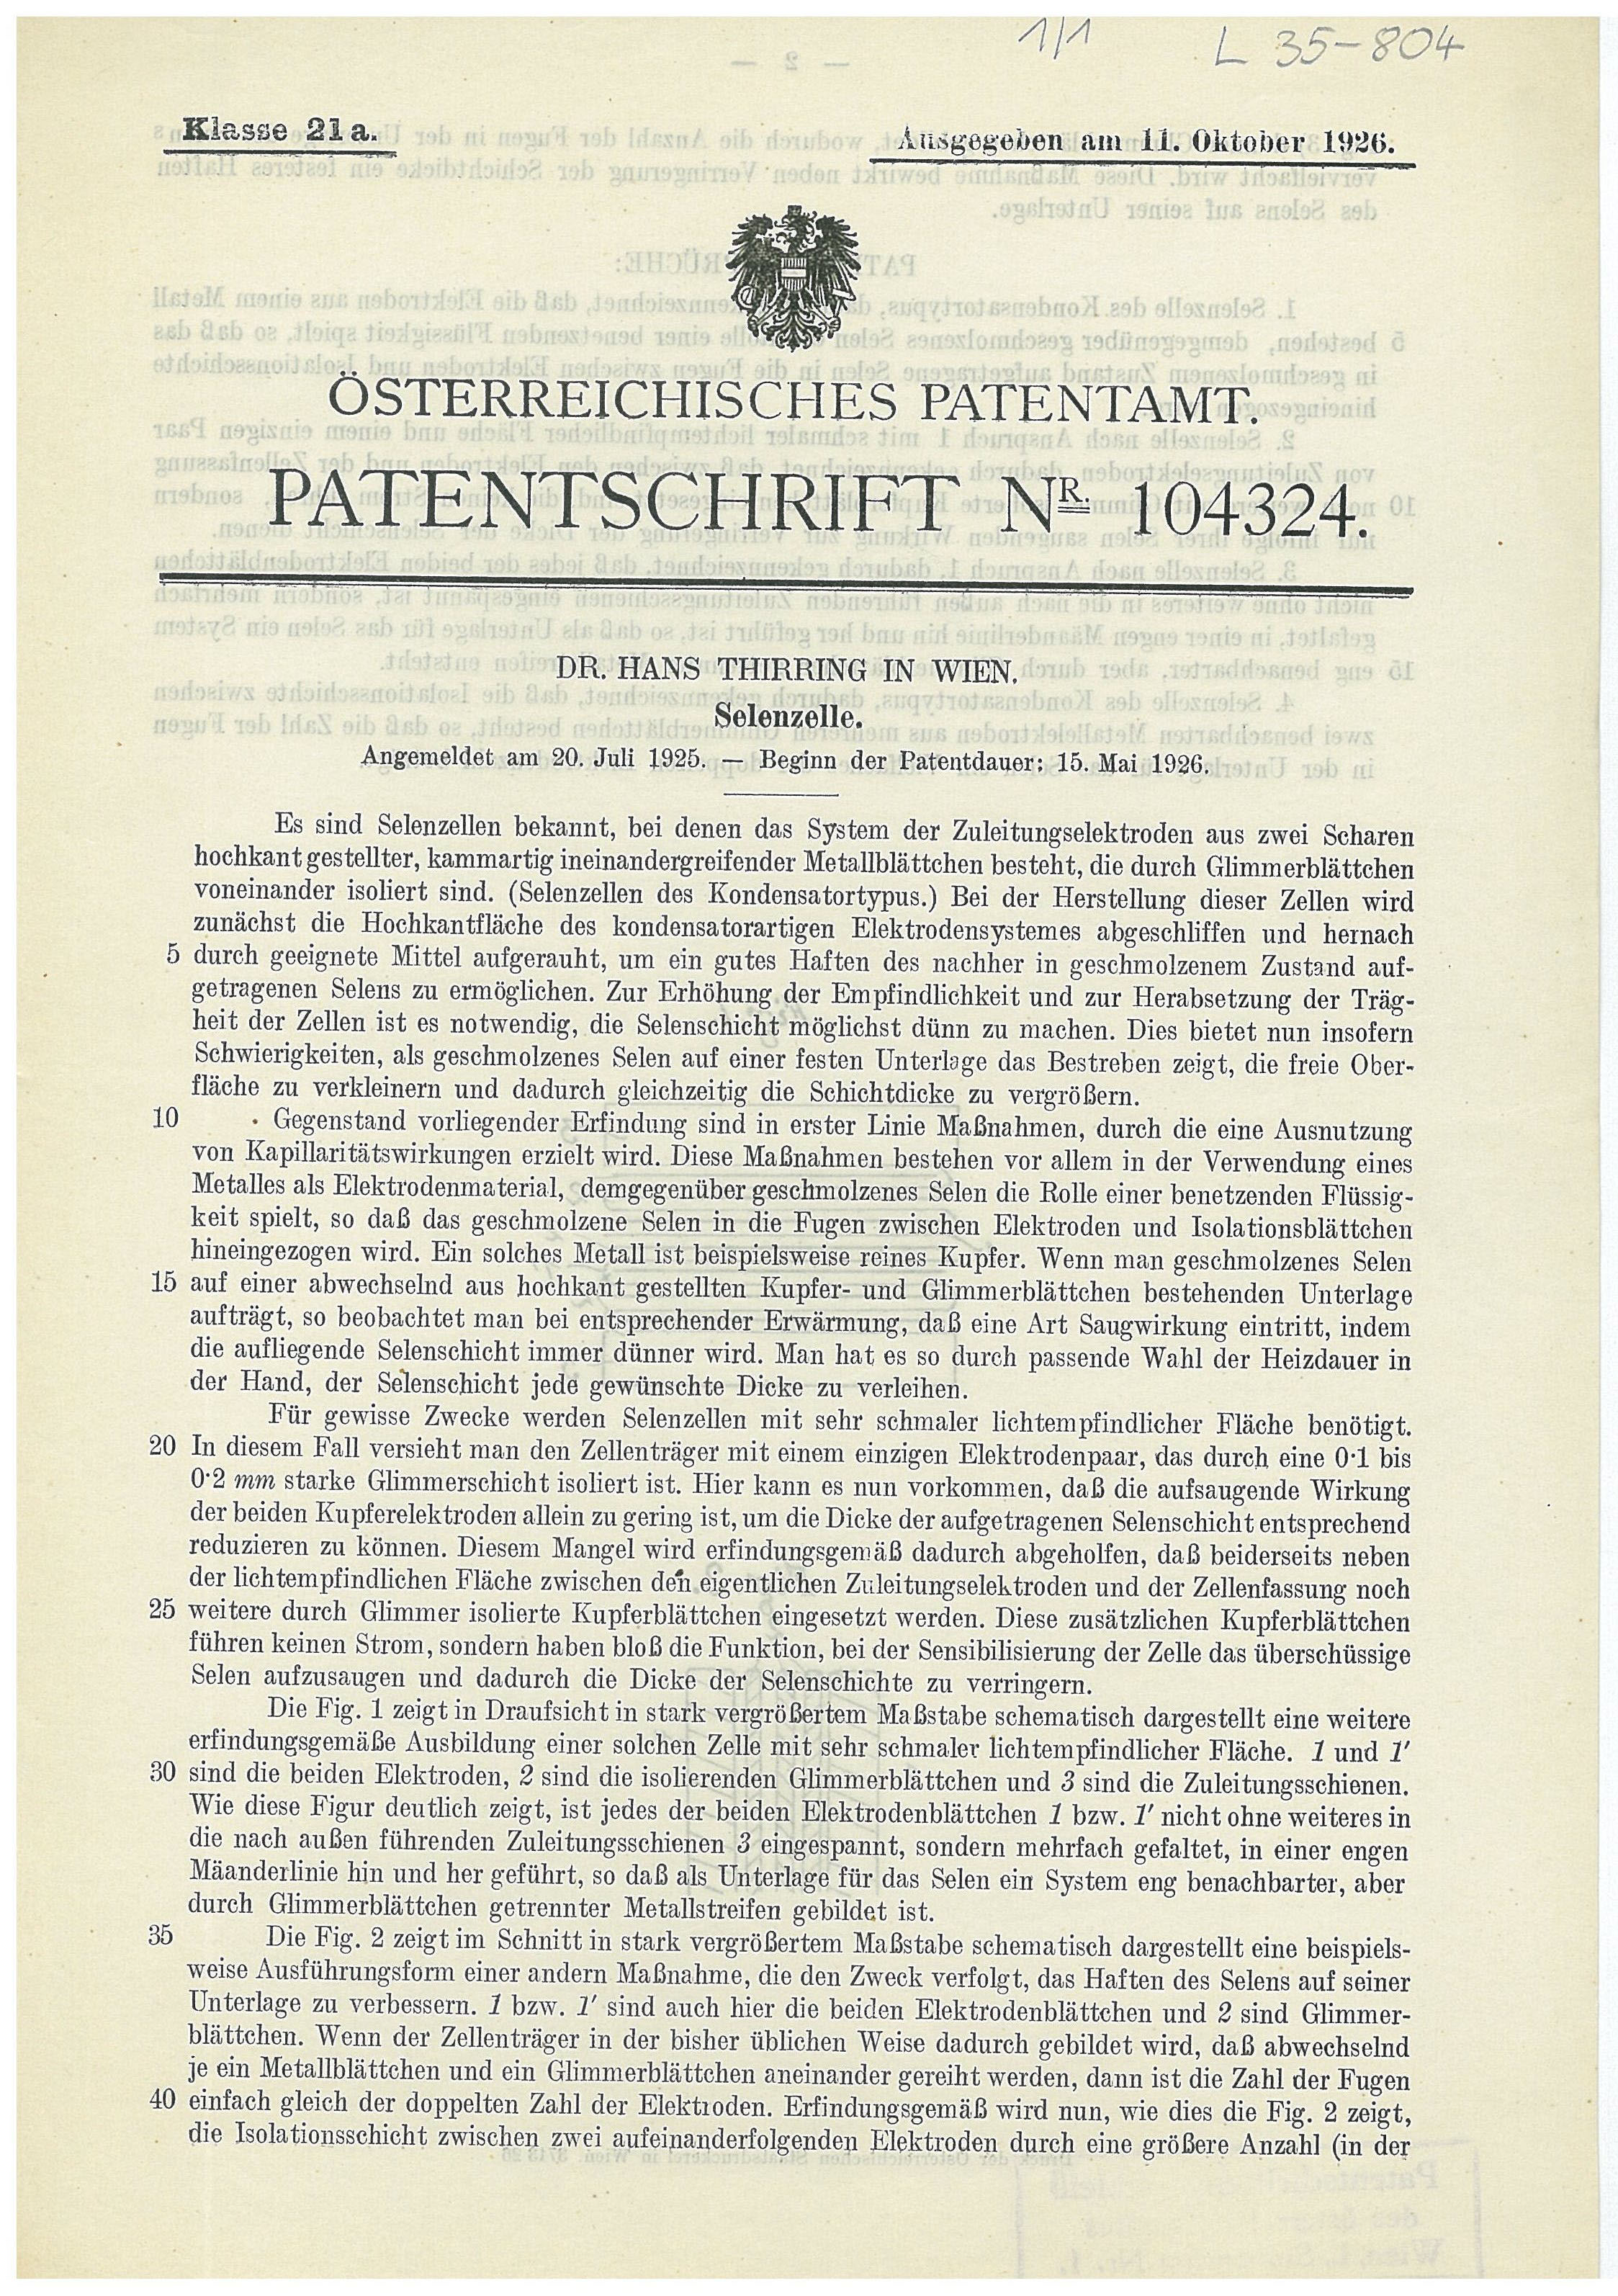 1/1 L 35-804
Klasse 21 a.
Ausgegeben am 11. Oktober 1926.
ÖSTERREICHISCHES PATENTAMT.
PATENTSCHRIFT NR. 104324.
DR. HANS THIRRING IN WIEN.
Selenzelle.
Angemeldet am 20. Juli 1925. — Beginn der Patentdauer: 15. Mai 1926.
Es sind Selenzellen bekannt, bei denen das System der Zuleitungselektroden aus zwei Scharen
hochkant gestellter, kammartig ineinandergreifender Metallblättchen besteht, die durch Glimmerblättchen
voneinander isoliert sind. (Selenzellen des Kondensatortypus.) Bei der Herstellung dieser Zellen wird
zunächst die Hochkantfläche des kondensatorartigen Elektrodensystemes abgeschliffen und hernach
5 durch geeignete Mittel aufgerauht, um ein gutes Haften des nachher in geschmolzenem Zustand auf-
getragenen Selens zu ermöglichen. Zur Erhöhung der Empfindlichkeit und zur Herabsetzung der Träg-
heit der Zellen ist es notwendig, die Selenschicht möglichst dünn zu machen. Dies bietet nun insofern
Schwierigkeiten, als geschmolzenes Selen auf einer festen Unterlage das Bestreben zeigt, die freie Ober-
fläche zu verkleinern und dadurch gleichzeitig die Schichtdicke zu vergrößern.
10 Gegenstand vorliegender Erfindung sind in erster Linie Maßnahmen, durch die eine Ausnutzung
von Kapillaritätswirkungen erzielt wird. Diese Maßnahmen bestehen vor allem in der Verwendung eines
Metalles als Elektrodenmaterial, demgegenüber geschmolzenes Selen die Rolle einer benetzenden Flüssig-
keit spielt, so daß das geschmolzene Selen in die Fugen zwischen Elektroden und Isolationsblättchen
hineingezogen wird. Ein solches Metall ist beispielsweise reines Kupfer. Wenn man geschmolzenes Selen
15 auf einer abwechselnd aus hochkant gestellten Kupfer- und Glimmerblättchen bestehenden Unterlage
aufträgt, so beobachtet man bei entsprechender Erwärmung, daß eine Art Saugwirkung eintritt, indem
die aufliegende Selenschicht immer dünner wird. Man hat es so durch passende Wahl der Heizdauer in
der Hand, der Selenschicht jede gewünschte Dicke zu verleihen.
Für gewisse Zwecke werden Selenzellen mit sehr schmaler lichtempfindlicher Fläche benötigt.
20 In diesem Fall versieht man den Zellenträger mit einem einzigen Elektrodenpaar, das durch eine 0·1 bis
0·2 mm starke Glimmerschicht isoliert ist. Hier kann es nun vorkommen, daß die aufsaugende Wirkung
der beiden Kupferelektroden allein zu gering ist, um die Dicke der aufgetragenen Selenschicht entsprechend
reduzieren zu können. Diesem Mangel wird erfindungsgemäß dadurch abgeholfen, daß beiderseits neben
der lichtempfindlichen Fläche zwischen den eigentlichen Zuleitungselektroden und der Zellenfassung noch
25 weitere durch Glimmer isolierte Kupferblättchen eingesetzt werden. Diese zusätzlichen Kupferblättchen
führen keinen Strom, sondern haben bloß die Funktion, bei der Sensibilisierung der Zelle das überschüssige
Selen aufzusaugen und dadurch die Dicke der Selenschichte zu verringern.
Die Fig. 1 zeigt in Draufsicht in stark vergrößertem Maßstabe schematisch dargestellt eine weitere
erfindungsgemäße Ausbildung einer solchen Zelle mit sehr schmaler lichtempfindlicher Fläche. 1 und 1′
30 sind die beiden Elektroden, 2 sind die isolierenden Glimmerblättchen und 3 sind die Zuleitungsschienen.
Wie diese Figur deutlich zeigt, ist jedes der beiden Elektrodenblättchen 1 bzw. 1′ nicht ohne weiteres in
die nach außen führenden Zuleitungsschienen 3 eingespannt, sondern mehrfach gefaltet, in einer engen
Mäanderlinie hin und her geführt, so daß als Unterlage für das Selen ein System eng benachbarter, aber
durch Glimmerblättchen getrennter Metallstreifen gebildet ist.
35 Die Fig. 2 zeigt im Schnitt in stark vergrößertem Maßstabe schematisch dargestellt eine beispiels-
weise Ausführungsform einer andern Maßnahme, die den Zweck verfolgt, das Haften des Selens auf seiner
Unterlage zu verbessern. 1 bzw. 1′ sind auch hier die beiden Elektrodenblättchen und 2 sind Glimmer-
blättchen. Wenn der Zellenträger in der bisher üblichen Weise dadurch gebildet wird, daß abwechselnd
je ein Metallblättchen und ein Glimmerblättchen aneinander gereiht werden, dann ist die Zahl der Fugen
40 einfach gleich der doppelten Zahl der Elektroden. Erfindungsgemäß wird nun, wie dies die Fig. 2 zeigt,
die Isolationsschicht zwischen zwei aufeinanderfolgenden Elektroden durch eine größere Anzahl (in der